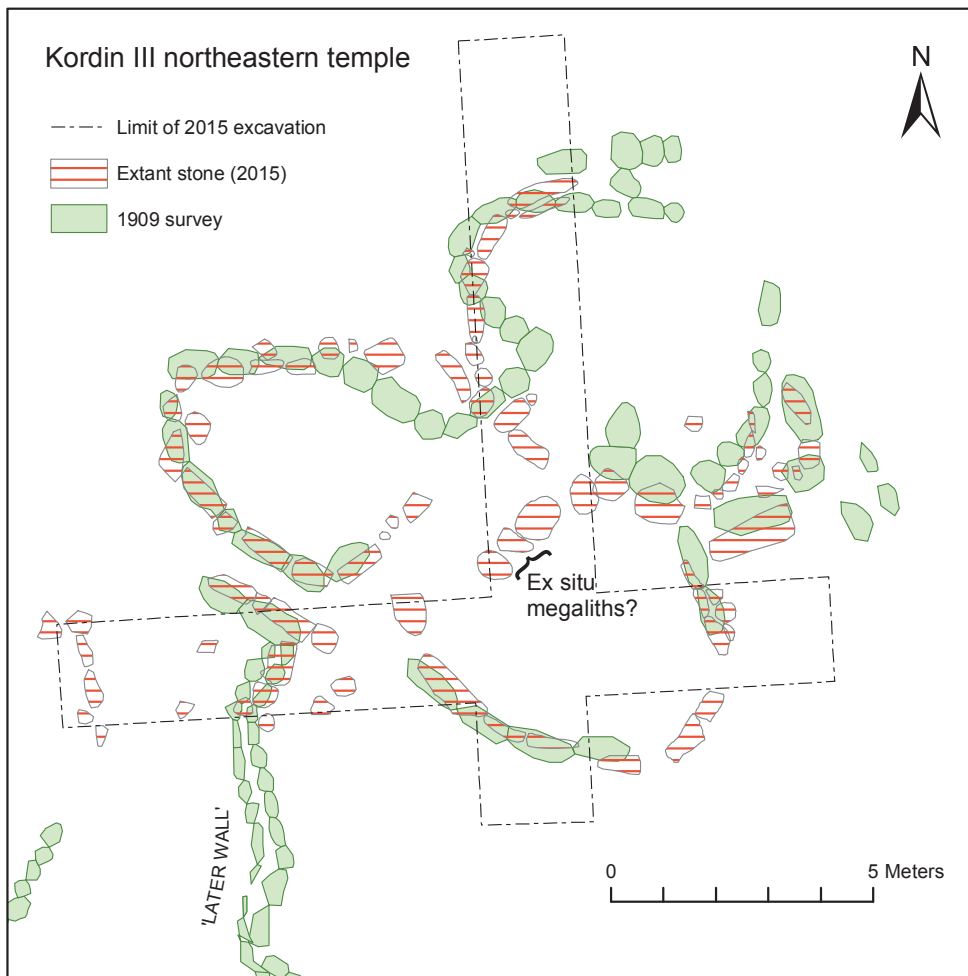 Kordin III northeastern temple
N
Limit of 2015 excavation
Extant stone (2015)
1909 survey
Ex situ
megaliths?
'LATER WALL'
0 5 Meters